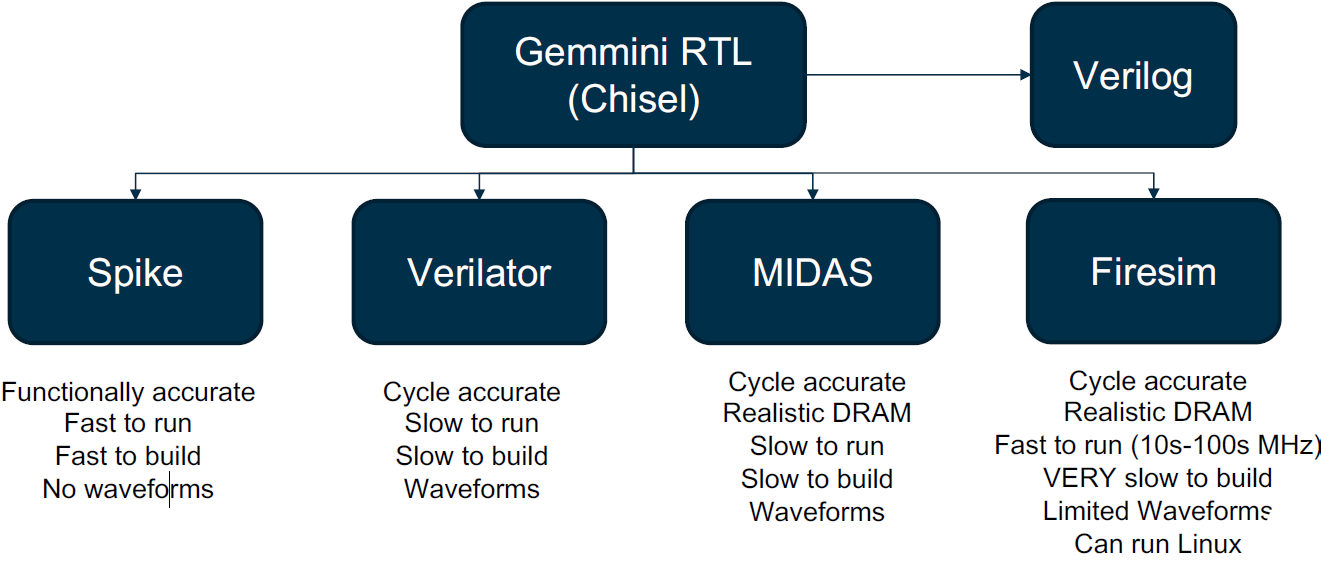 Gemmini RTL
(Chisel)
Verilog
Spike
Verilator
MIDAS
Firesim
Functionally accurate
Fast to run
Fast to build
No waveforms
Cycle accurate
Slow to run
Slow to build
Waveforms
Cycle accurate
Realistic DRAM
Slow to run
Slow to build
Waveforms
Cycle accurate
Realistic DRAM
Fast to run (10s-100s MHz)
VERY slow to build
Limited Waveforms
Can run Linux